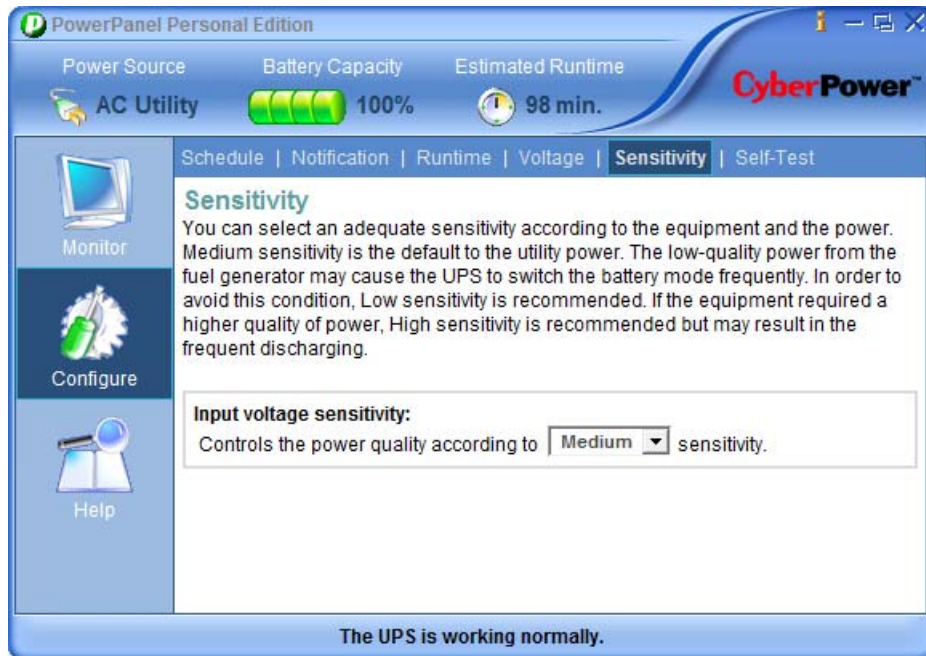 PowerPanel Personal Edition
Power Source
Battery Capacity
Estimated Runtime
AC Utility
100%
98 min.
CyberPower™
Schedule | Notification | Runtime | Voltage | Sensitivity | Self-Test
Monitor
Configure
Help
Sensitivity
You can select an adequate sensitivity according to the equipment and the power.
Medium sensitivity is the default to the utility power. The low-quality power from the
fuel generator may cause the UPS to switch the battery mode frequently. In order to
avoid this condition, Low sensitivity is recommended. If the equipment required a
higher quality of power, High sensitivity is recommended but may result in the
frequent discharging.
Input voltage sensitivity:
Controls the power quality according to Medium sensitivity.
The UPS is working normally.